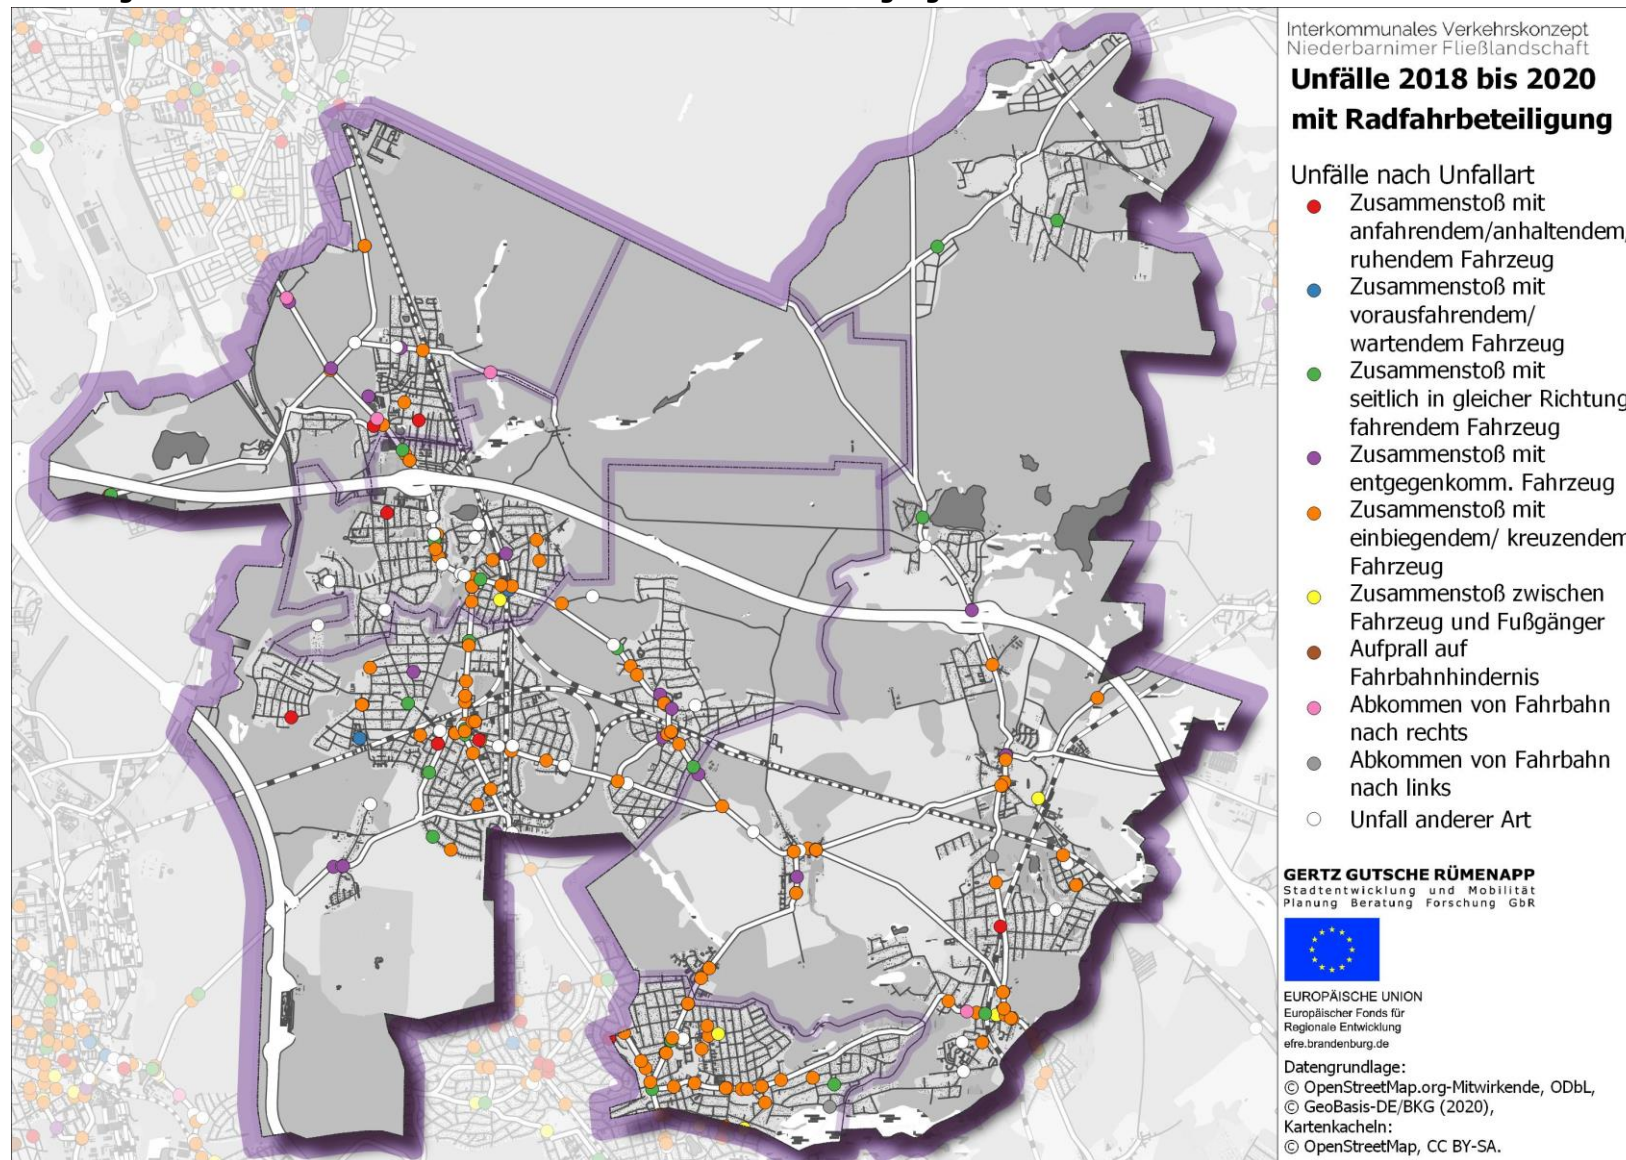 Interkommunales Verkehrskonzept
Niederbarnimer Fließlandschaft
Unfälle 2018 bis 2020
mit Radfahrbeteiligung
Unfälle nach Unfallart
Zusammenstoß mit
anfahrendem/anhaltendem/
ruhendem Fahrzeug
Zusammenstoß mit
vorausfahrendem/
wartendem Fahrzeug
Zusammenstoß mit
seitlich in gleicher Richtung
fahrendem Fahrzeug
Zusammenstoß mit
entgegenkomm. Fahrzeug
Zusammenstoß mit
einbiegendem/ kreuzendem
Fahrzeug
Zusammenstoß zwischen
Fahrzeug und Fußgänger
Aufprall auf
Fahrbahnhindernis
Abkommen von Fahrbahn
nach rechts
Abkommen von Fahrbahn
nach links
Unfall anderer Art
GERTZ GUTSCHE RÜMENAPP
Stadtentwicklung und Mobilität
Planung Beratung Forschung GbR
EUROPÄISCHE UNION
Europäischer Fonds für
Regionale Entwicklung
efre.brandenburg.de
Datengrundlage:
© OpenStreetMap.org-Mitwirkende, ODbL,
© GeoBasis-DE/BKG (2020),
Kartenkacheln:
© OpenStreetMap, CC BY-SA.